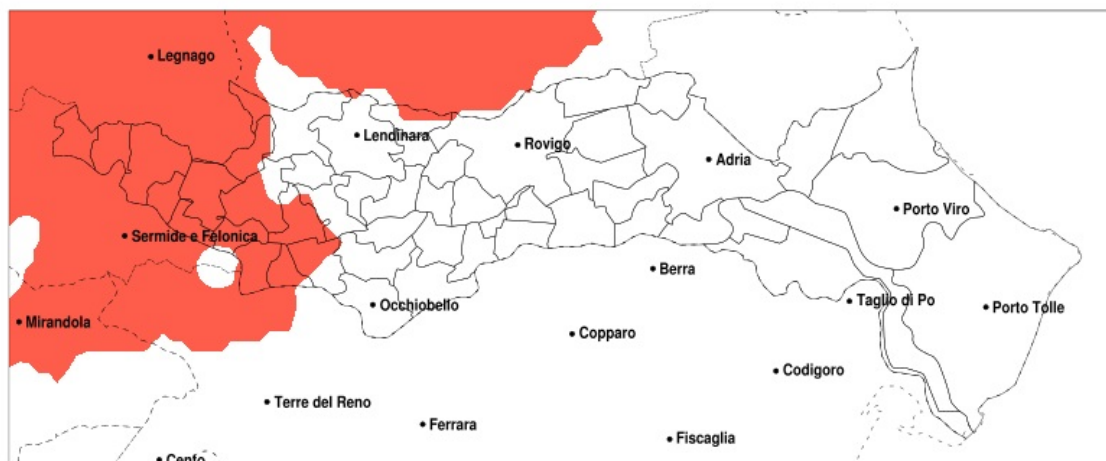 Legnago
Lendinara
Rovigo
Adria
Porto Viro
Sermide e Felonica
Berra
Taglio di Po
Porto Tolle
Occhiobello
Mirandola
Copparo
Codigoro
Terre del Reno
Ferrara
Fiscaglia
Cento